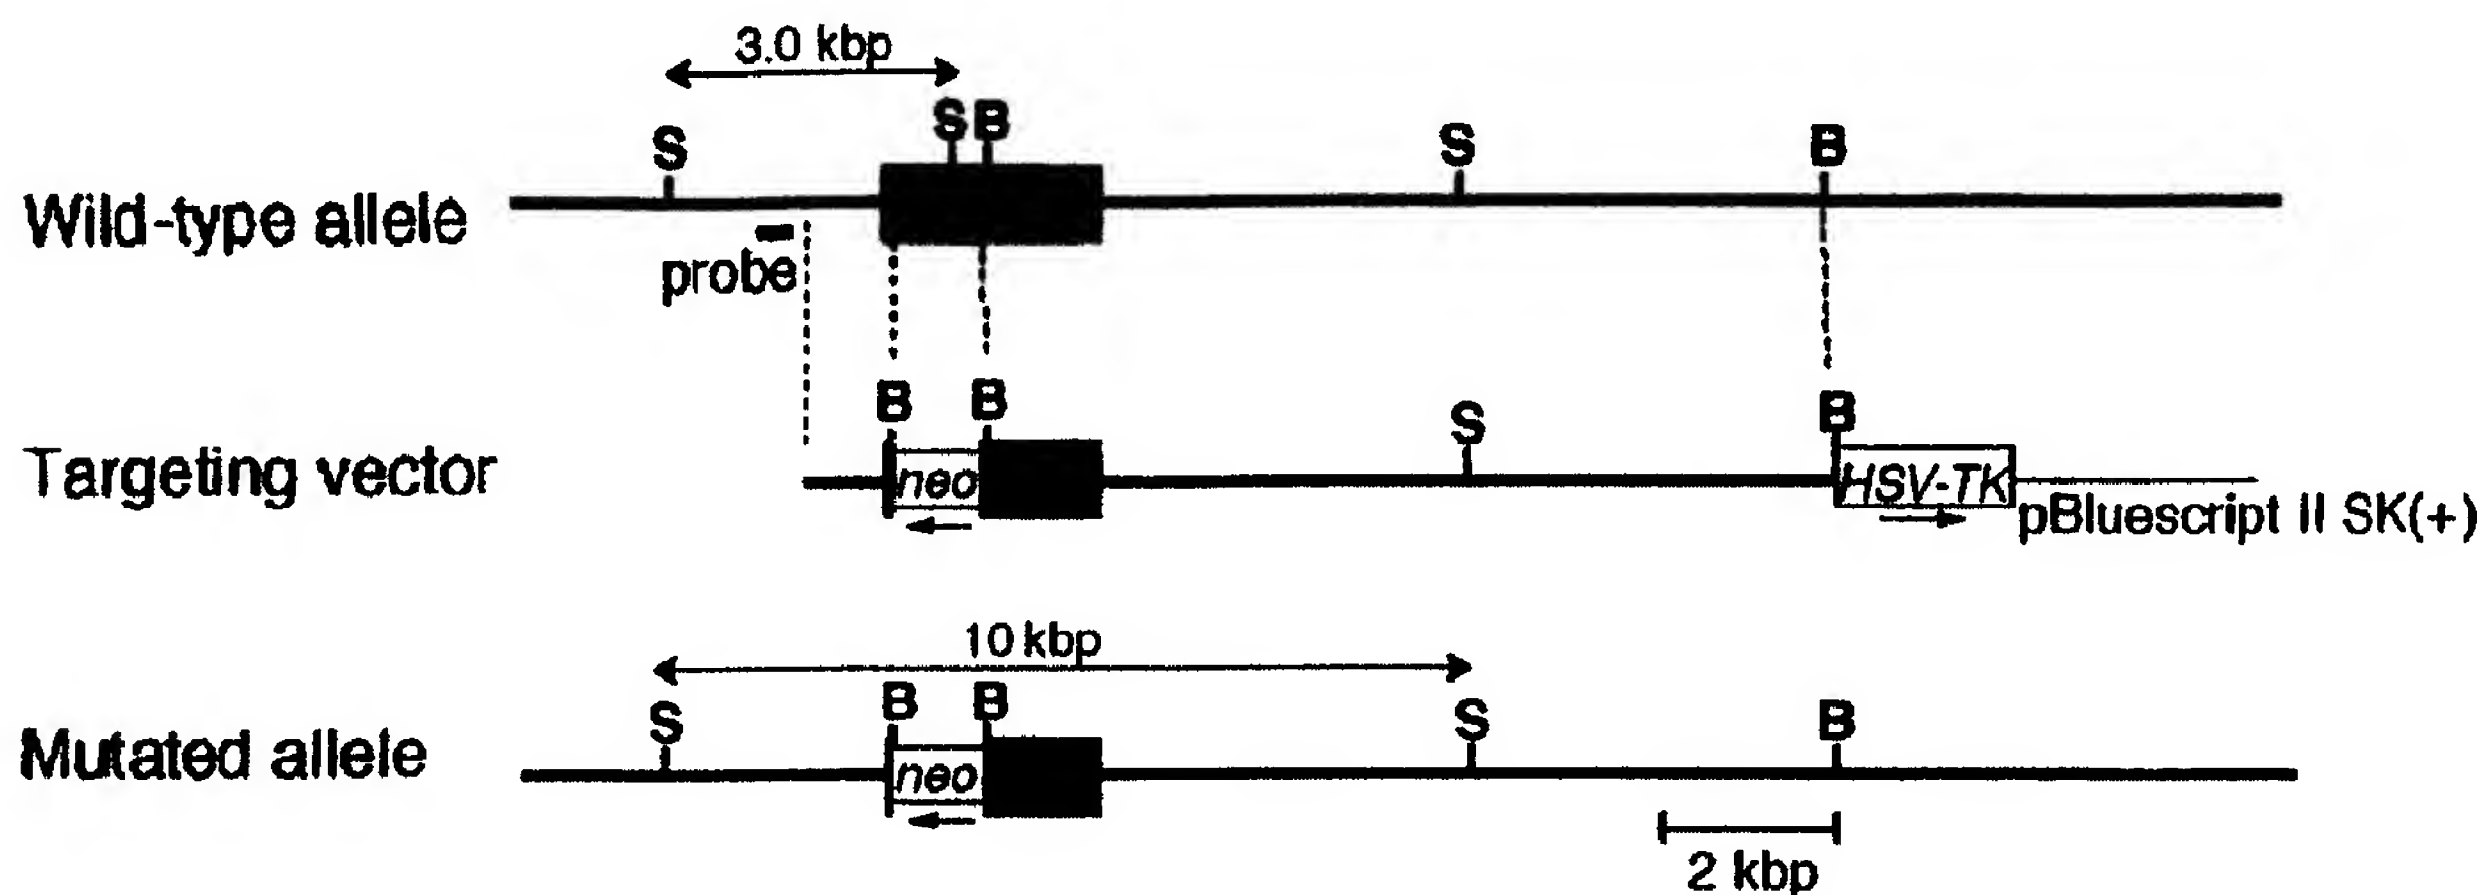 3.0 kbp
S B
S S B
Wild-type allele
probe
B B S B
Targeting vector neo HSV-TK
pBluescript II SK(+)
10 kbp
B B
S S B
Mutated allele neo
2 kbp